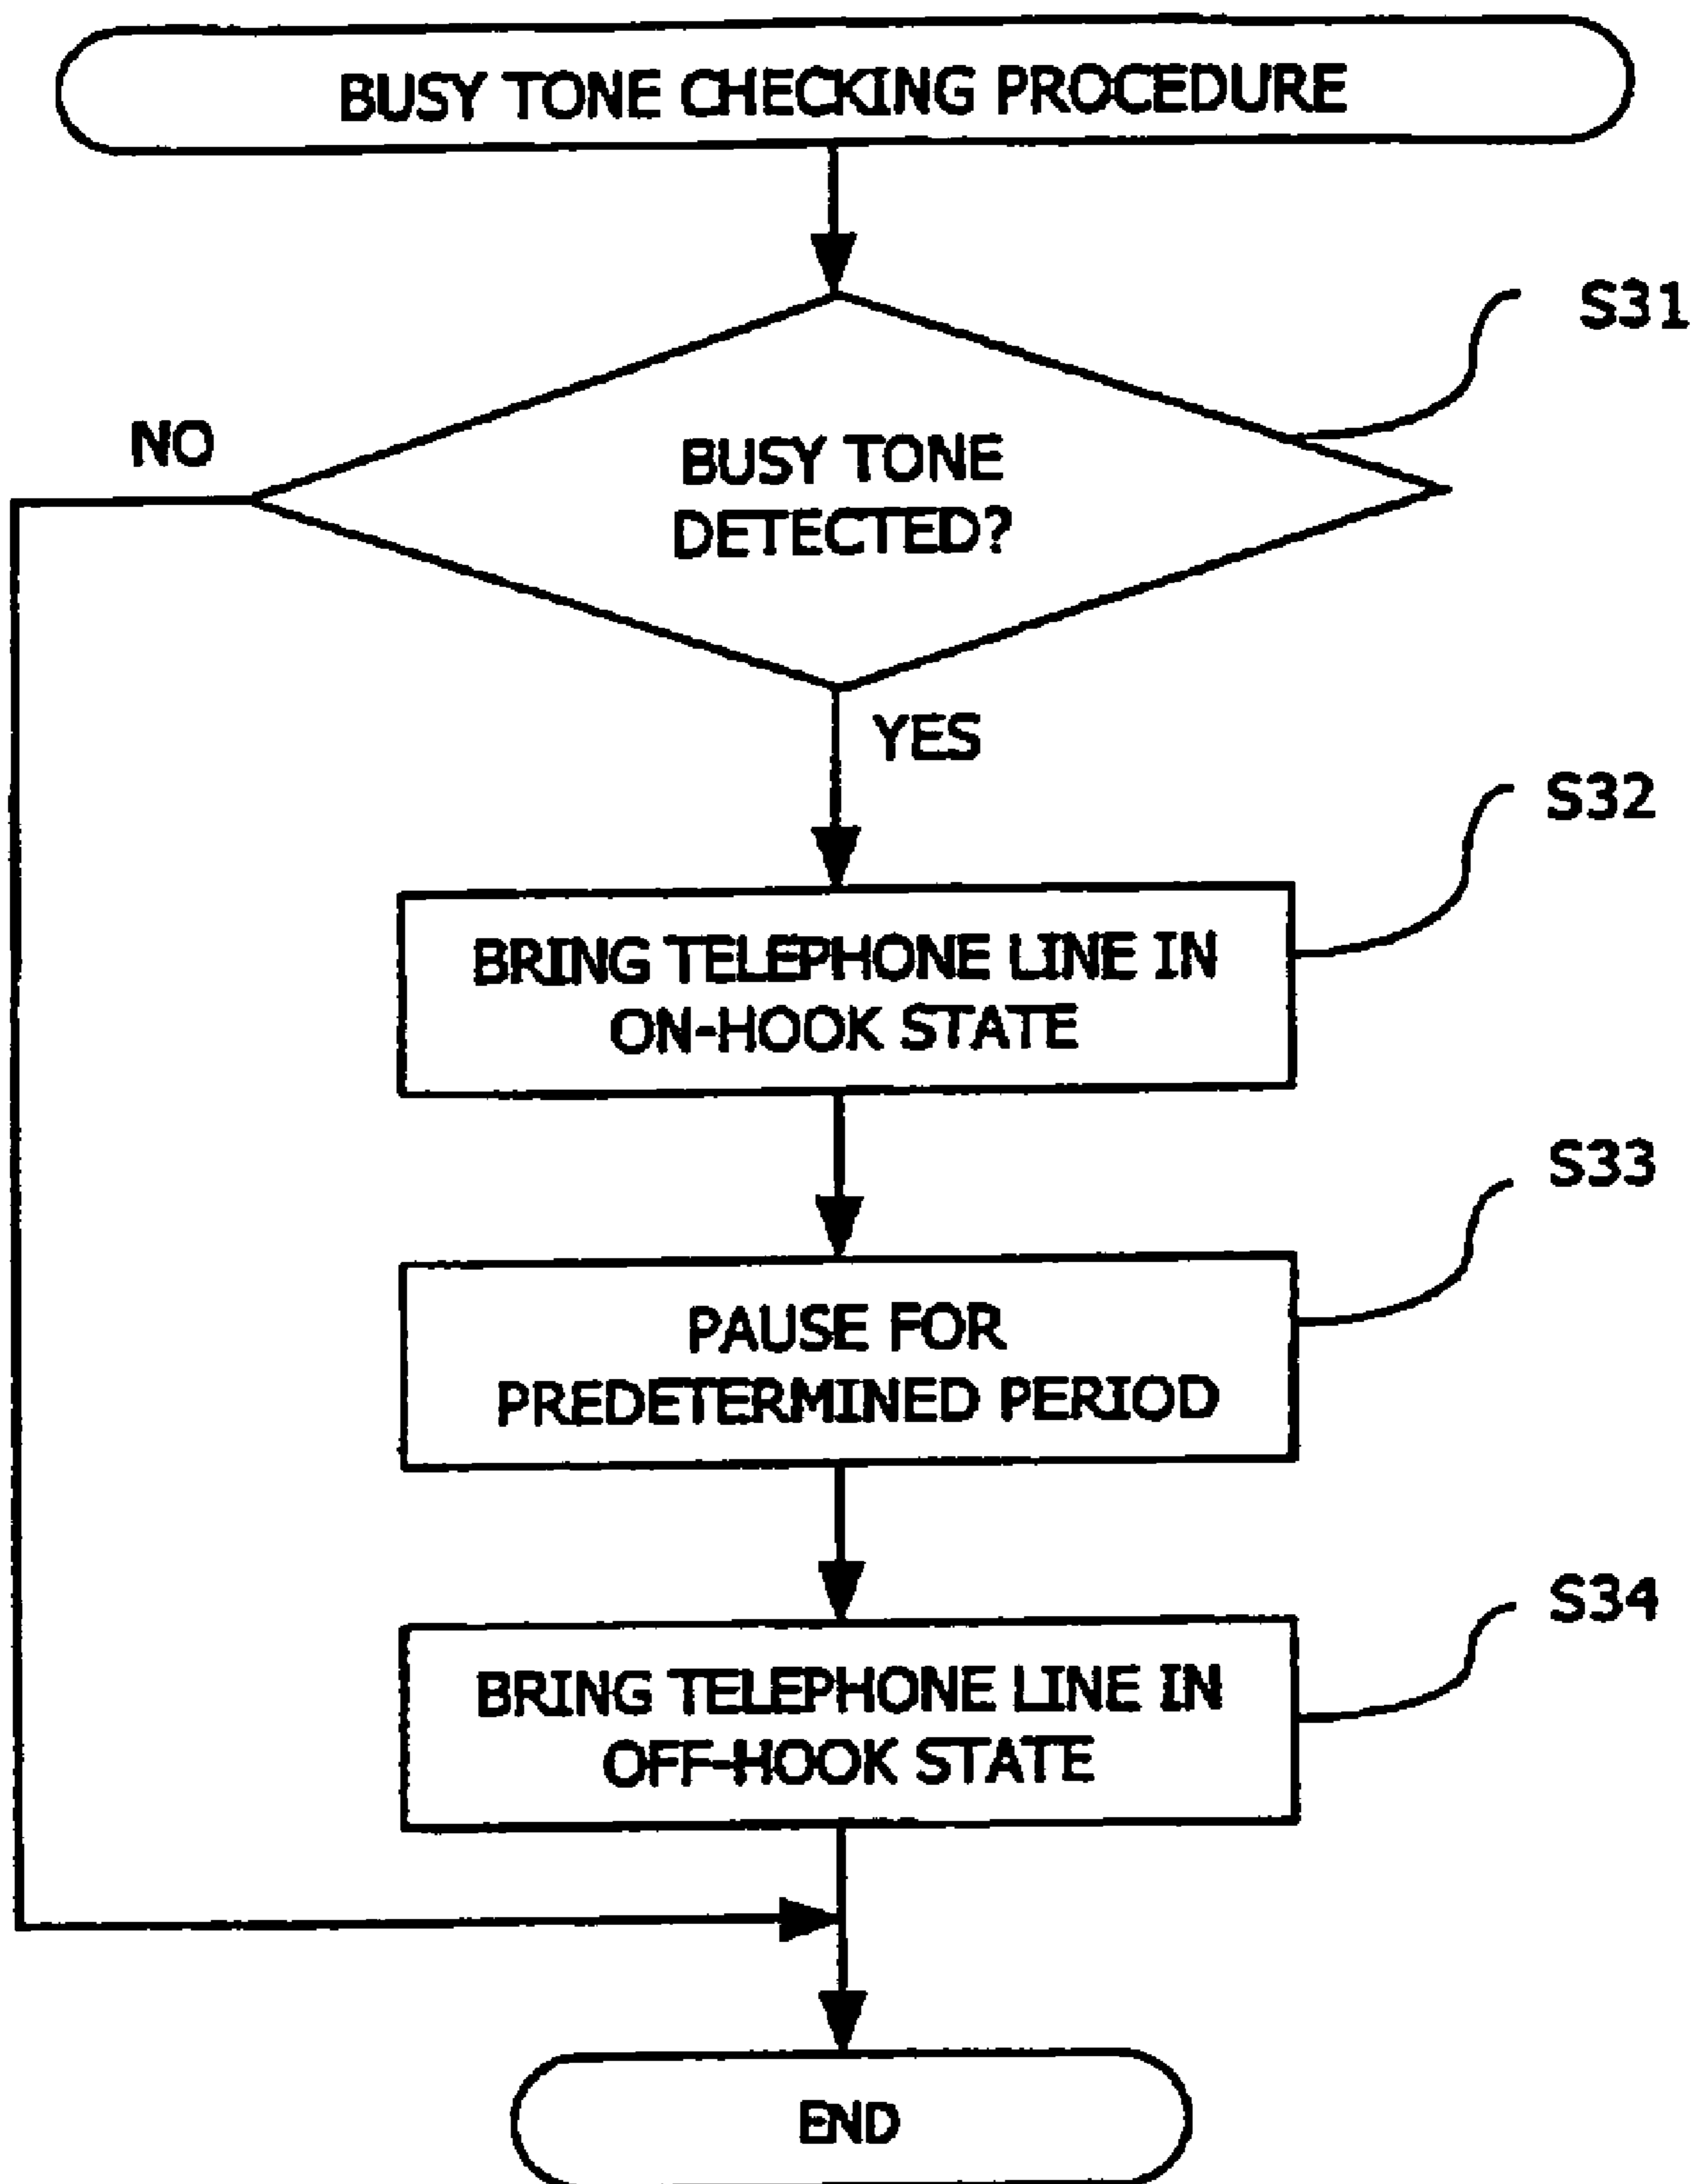 BUSY TONE CHECKING PROCEDURE
S31
NO
BUSY TONE
DETECTED?
YES
S32
BRING TELEPHONE LINE IN
ON-HOOK STATE
S33
PAUSE FOR
PREDETERMINED PERIOD
S34
BRING TELEPHONE LINE IN
OFF-HOOK STATE
END